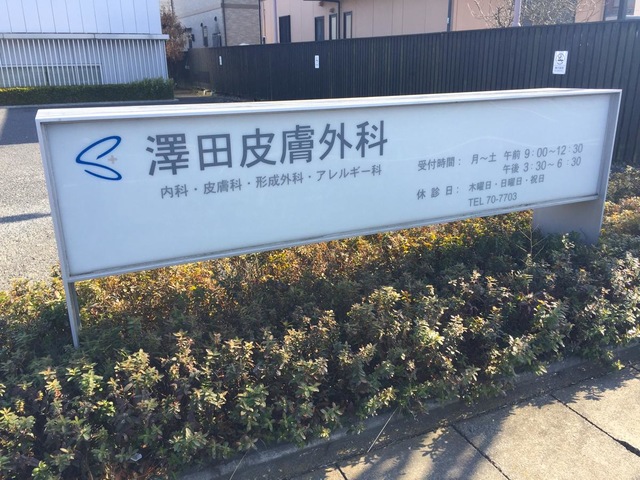 澤田皮膚外科
内科・皮膚科・形成外科・アレルギー科
受付時間： 月～土 午前 9：00～12：30
午後 3：30～6：30
休診日： 木曜日・日曜日・祝日
TEL 70-7703